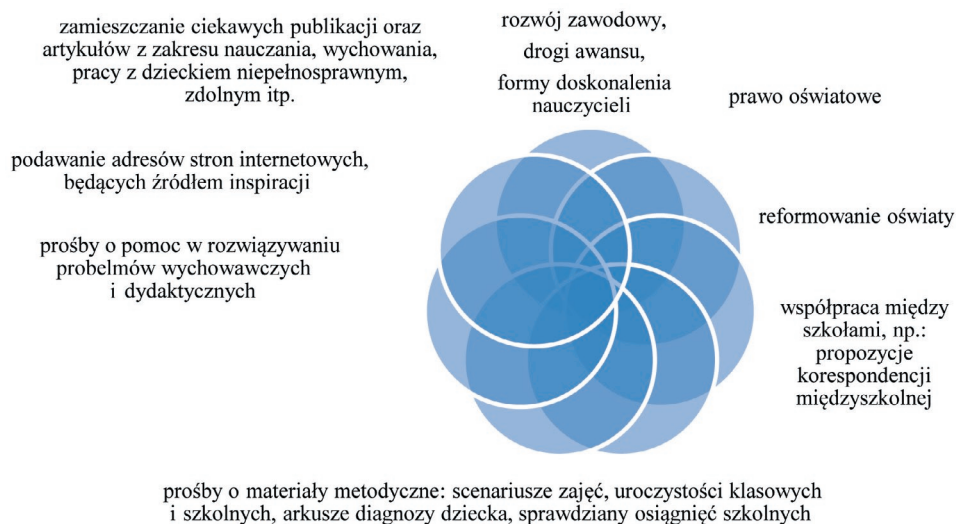 zamieszczanie ciekawych publikacji oraz
artykułów z zakresu nauczania, wychowania,
pracy z dzieckiem niepełnosprawnym,
zdolnym itp.
rozwój zawodowy,
drogi awansu,
formy doskonalenia
nauczycieli
prawo oświatowe
podawanie adresów stron internetowych,
będących źródłem inspiracji
reformowanie oświaty
prośby o pomoc w rozwiązywaniu
probelmów wychowawczych
i dydaktycznych
współpraca między
szkołami, np.:
propozycje
korespondencji
międzyszkolnej
prośby o materiały metodyczne: scenariusze zajęć, uroczystości klasowych
i szkolnych, arkusze diagnozy dziecka, sprawdziany osiągnięć szkolnych